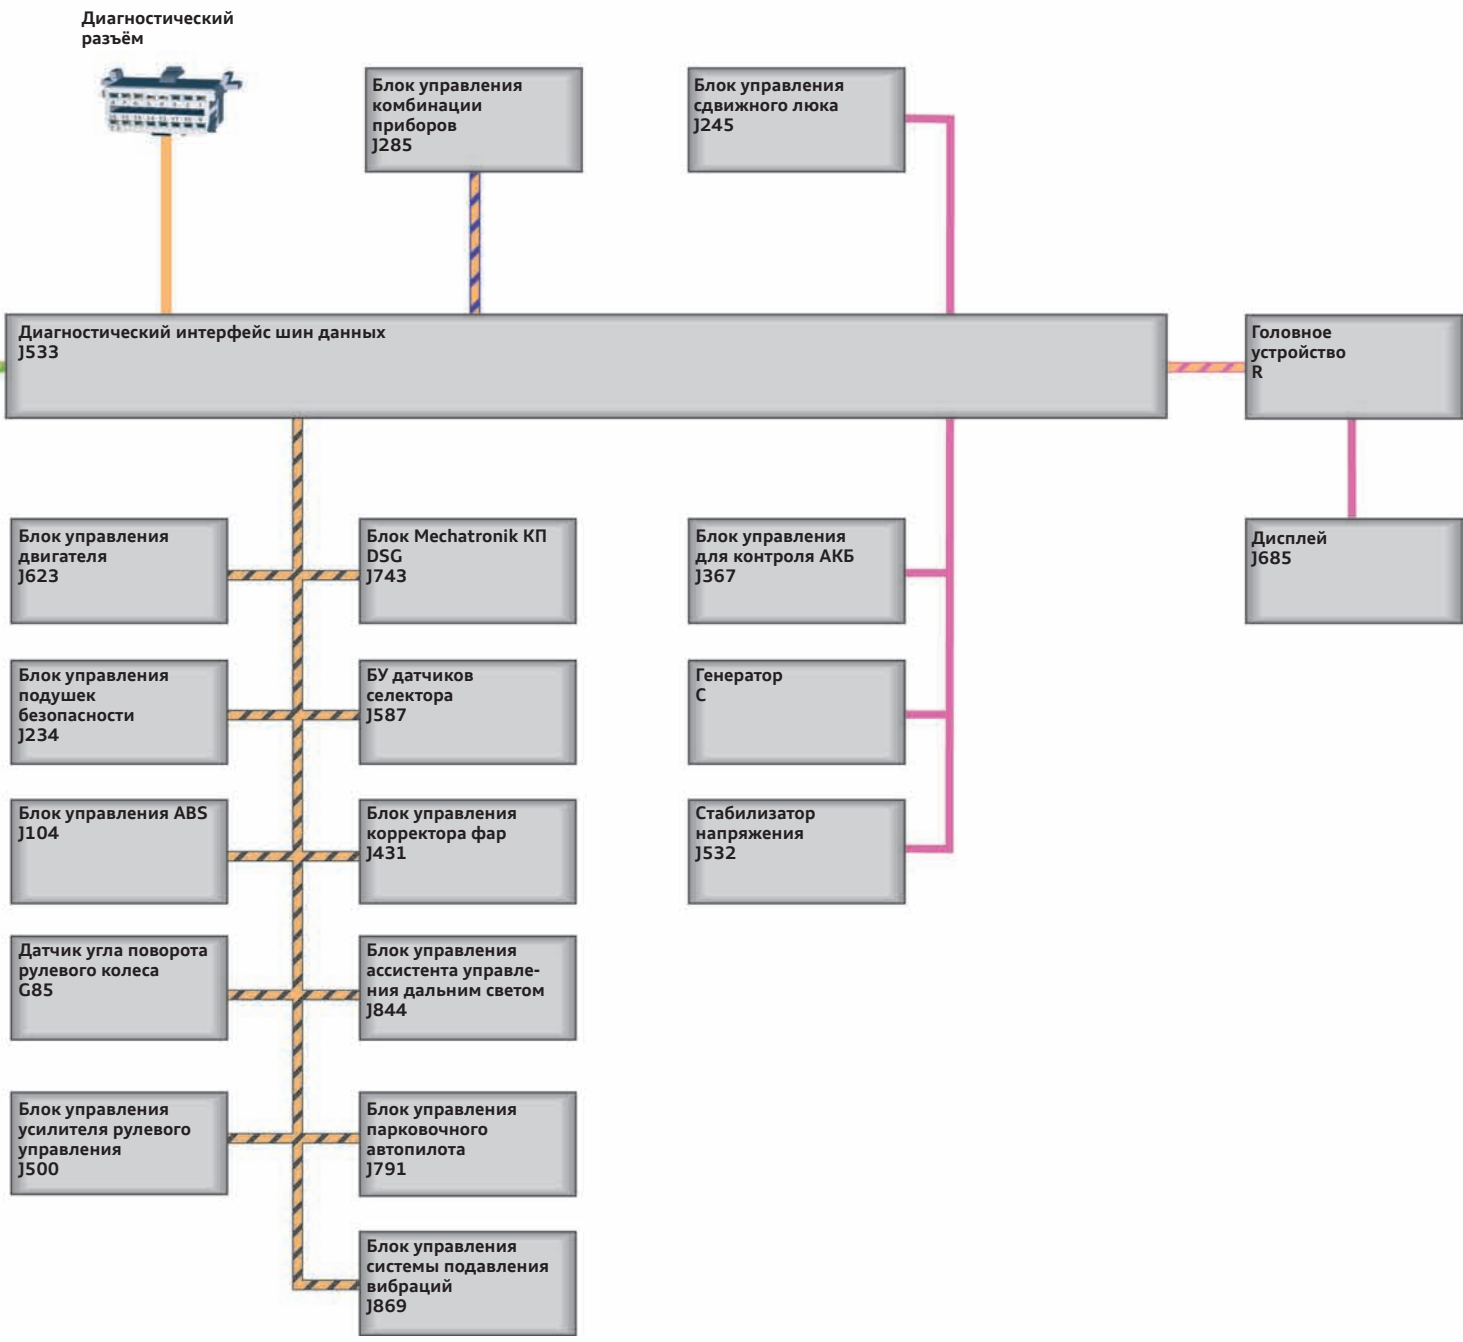 Диагностический
разъём
Блок управления
комбинации
приборов
J285
Блок управления
сдвижного люка
J245
Диагностический интерфейс шин данных
J533
Головное
устройство
R
Блок управления
двигателя
J623
Блок Mechatronik КП
DSG
J743
Блок управления
для контроля АКБ
J367
Дисплей
J685
Блок управления
подушек
безопасности
J234
БУ датчиков
селектора
J587
Генератор
C
Блок управления ABS
J104
Блок управления
корректора фар
J431
Стабилизатор
напряжения
J532
Датчик угла поворота
рулевого колеса
G85
Блок управления
ассистента управле-
ния дальним светом
J844
Блок управления
усилителя рулевого
управления
J500
Блок управления
парковочного
автопилота
J791
Блок управления
системы подавления
вибраций
J869